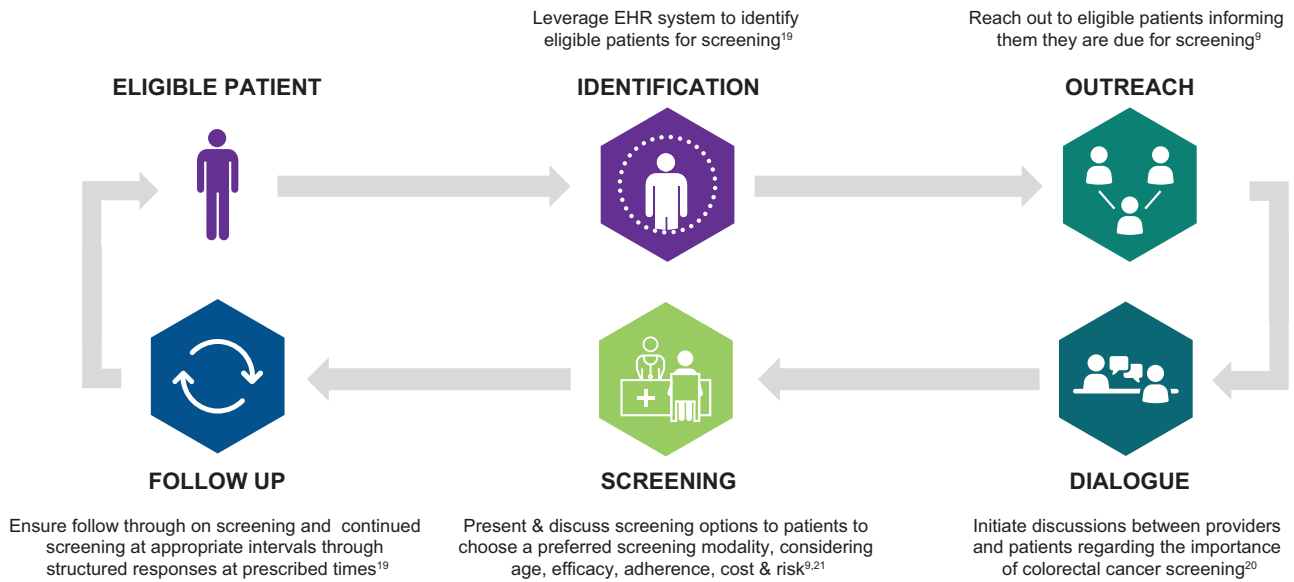 ELIGIBLE PATIENT
Leverage EHR system to identify
eligible patients for screening19
IDENTIFICATION
Reach out to eligible patients informing
them they are due for screening9
OUTREACH
FOLLOW UP
Ensure follow through on screening and continued
screening at appropriate intervals through
structured responses at prescribed times19
SCREENING
Present & discuss screening options to patients to
choose a preferred screening modality, considering
age, efficacy, adherence, cost & risk9,21
DIALOGUE
Initiate discussions between providers
and patients regarding the importance
of colorectal cancer screening20